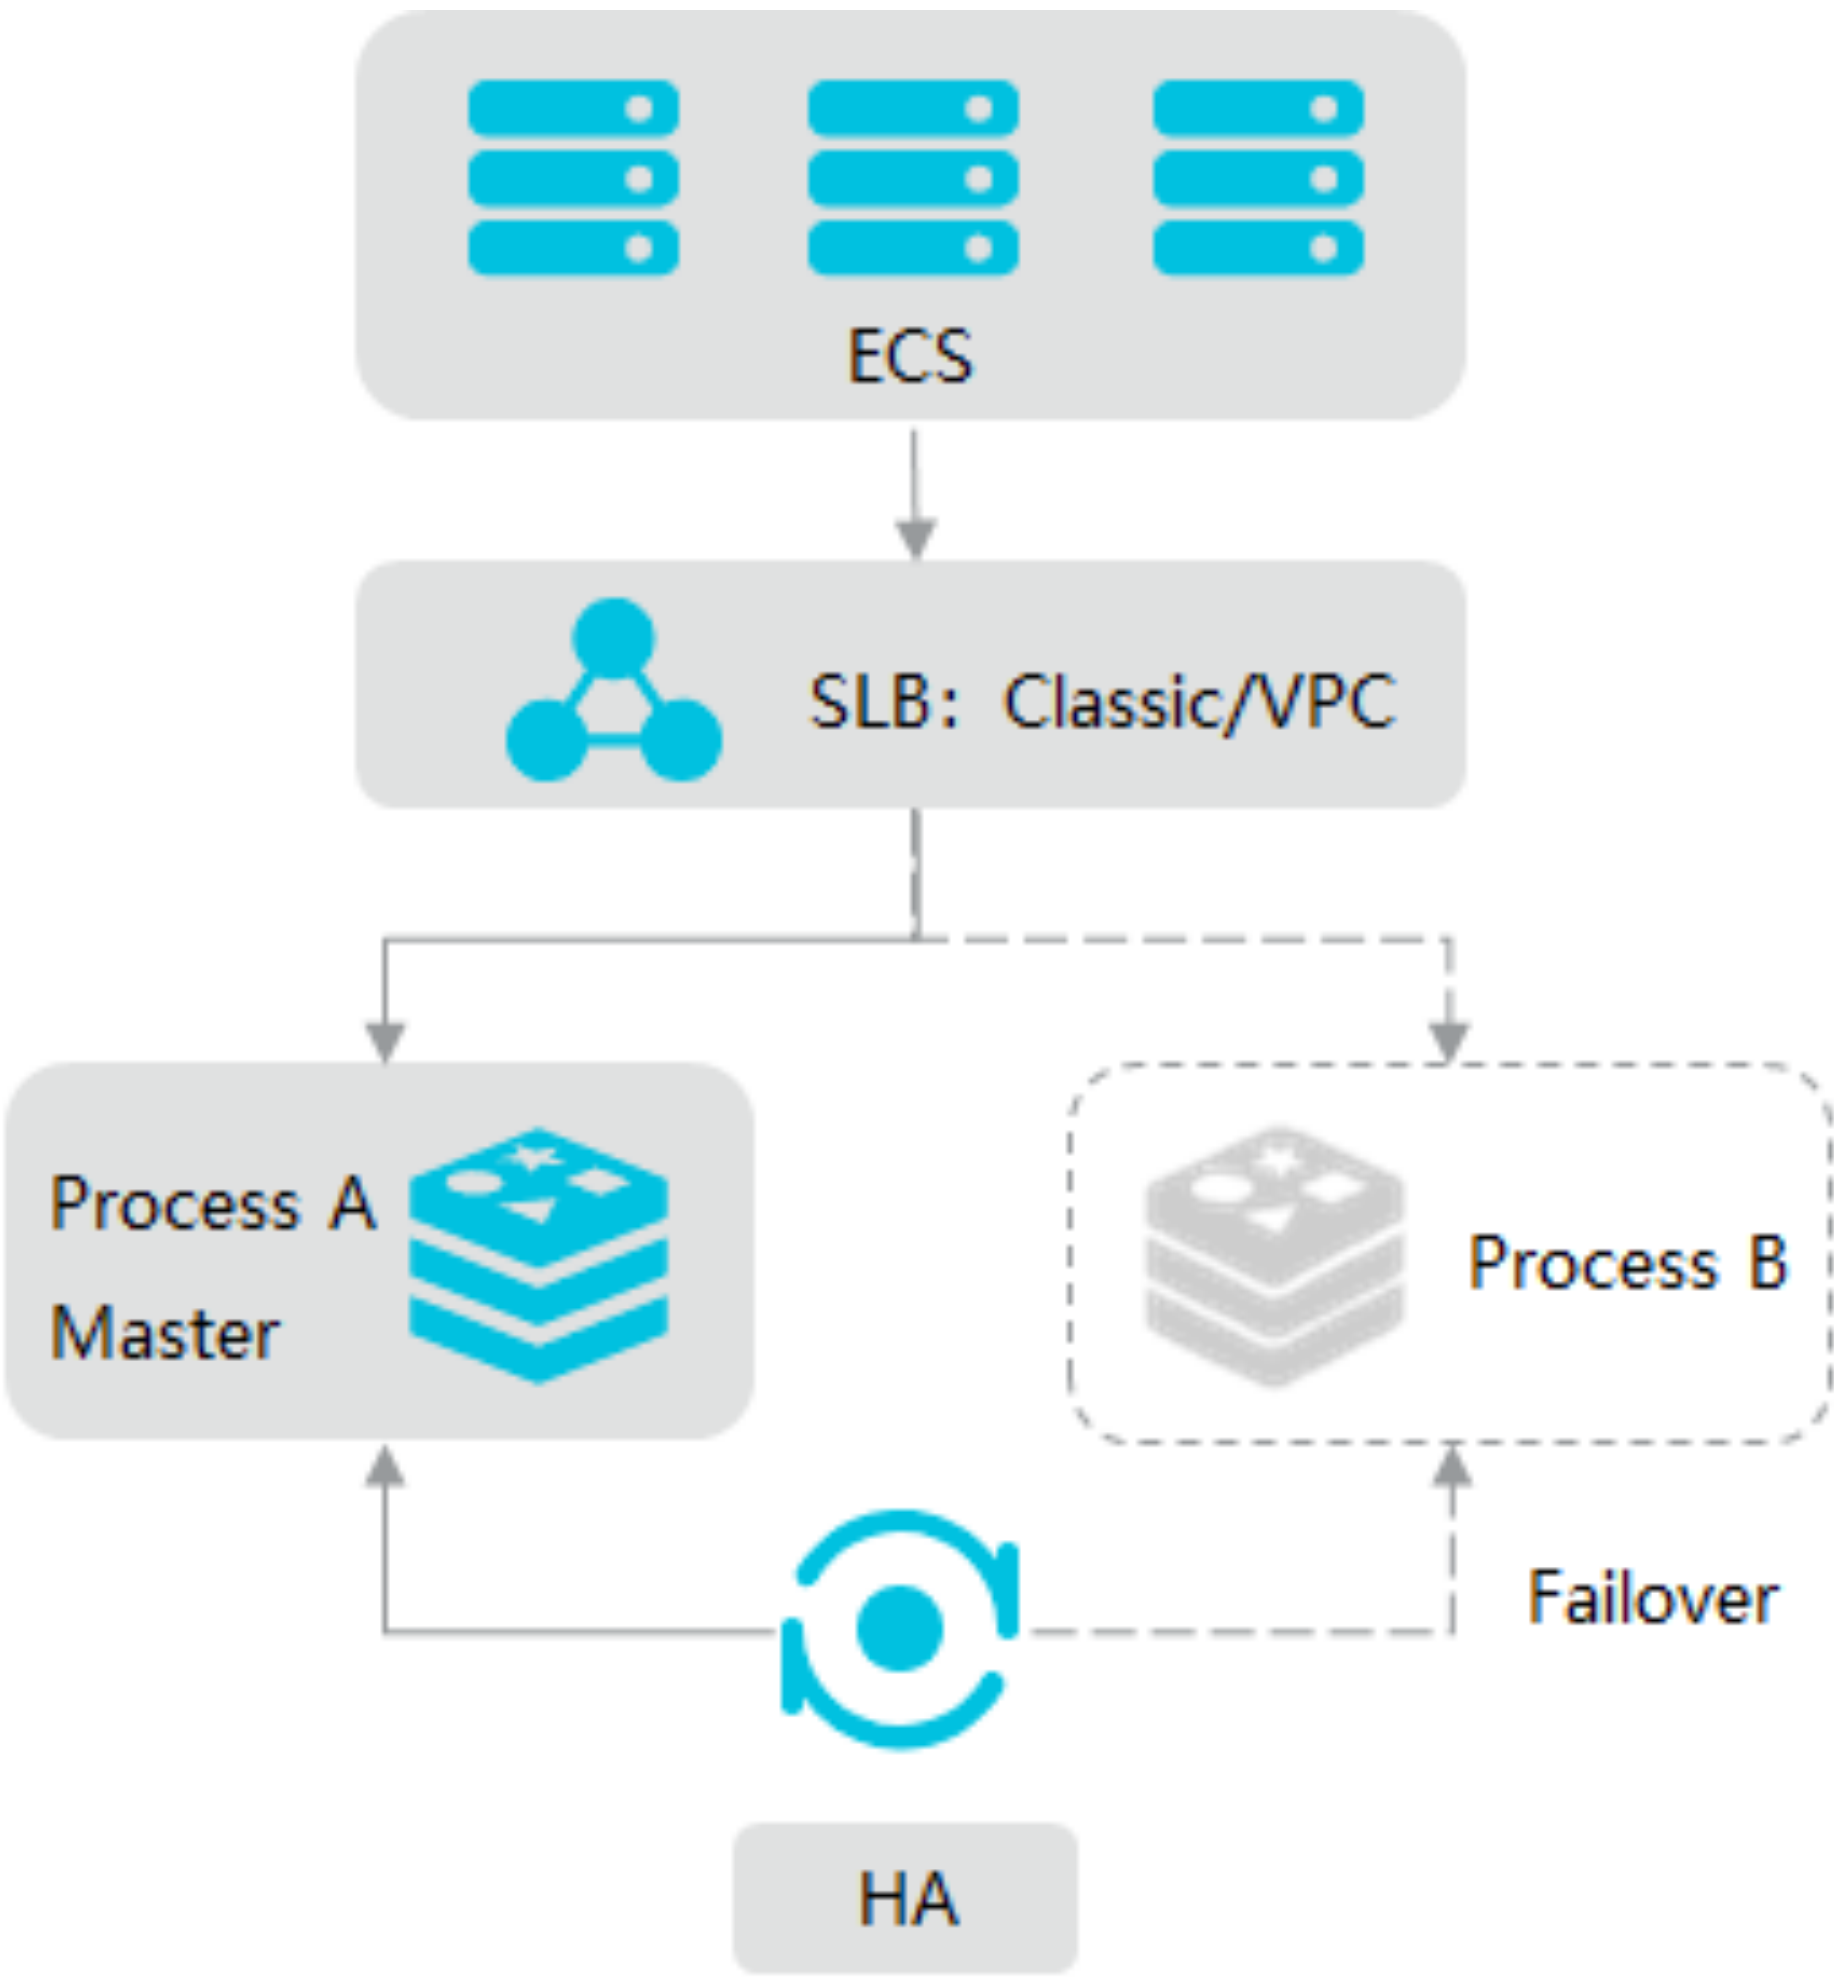 ECS
SLB： Classic/VPC
Process A
Master
Process B
Failover
HA